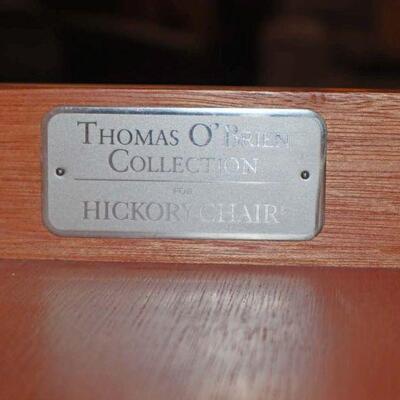 THOMAS O'BRIEN
COLLECTION
FOR
HICKORY CHAIR®